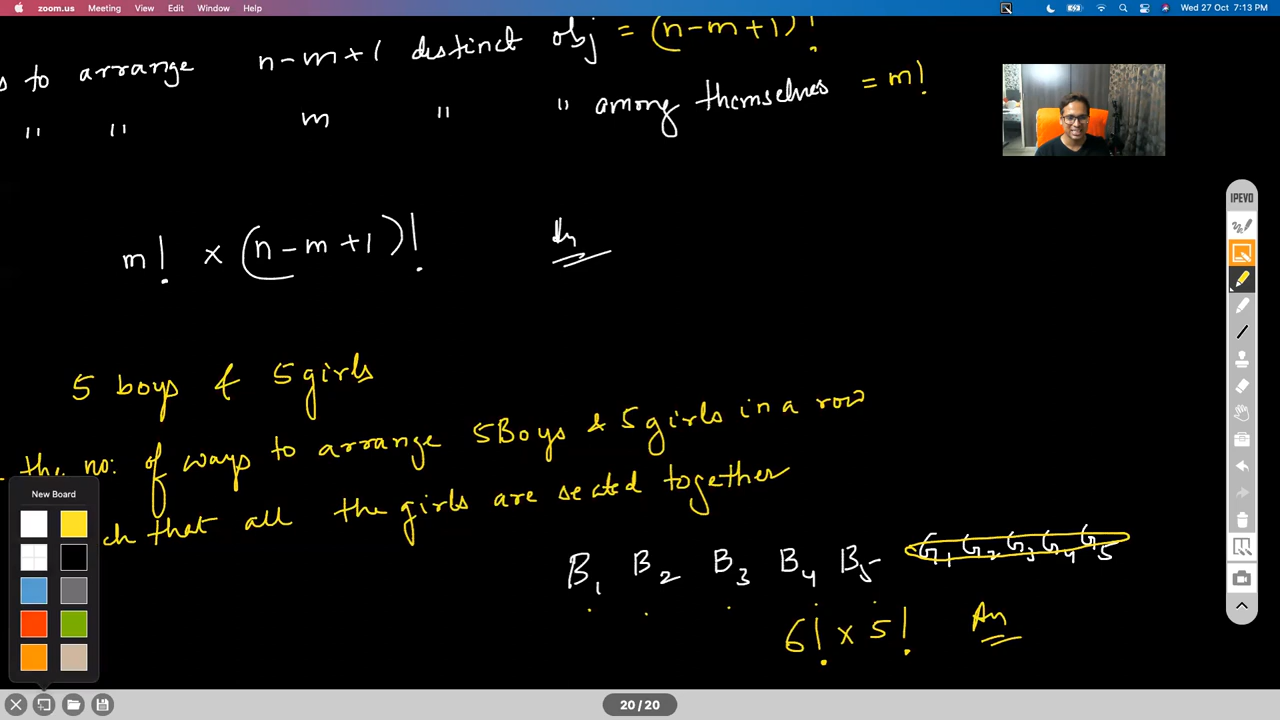 zoom.us Meeting View Edit Window Help Wed 27 Oct 7:13 PM
s to arrange n-m+1 distinct obj = (n-m+1)!
" " m " " among themselves = m!
IPEVO
m! × (n-m+1)! An
5 boys & 5 girls
the no: of ways to arrange 5 Boys & 5 girls in a row
ch that all the girls are seated together
New Board
B1 B2 B3 B4 B5 G1 G2 G3 G4 G5
6! × 5! An
20/20